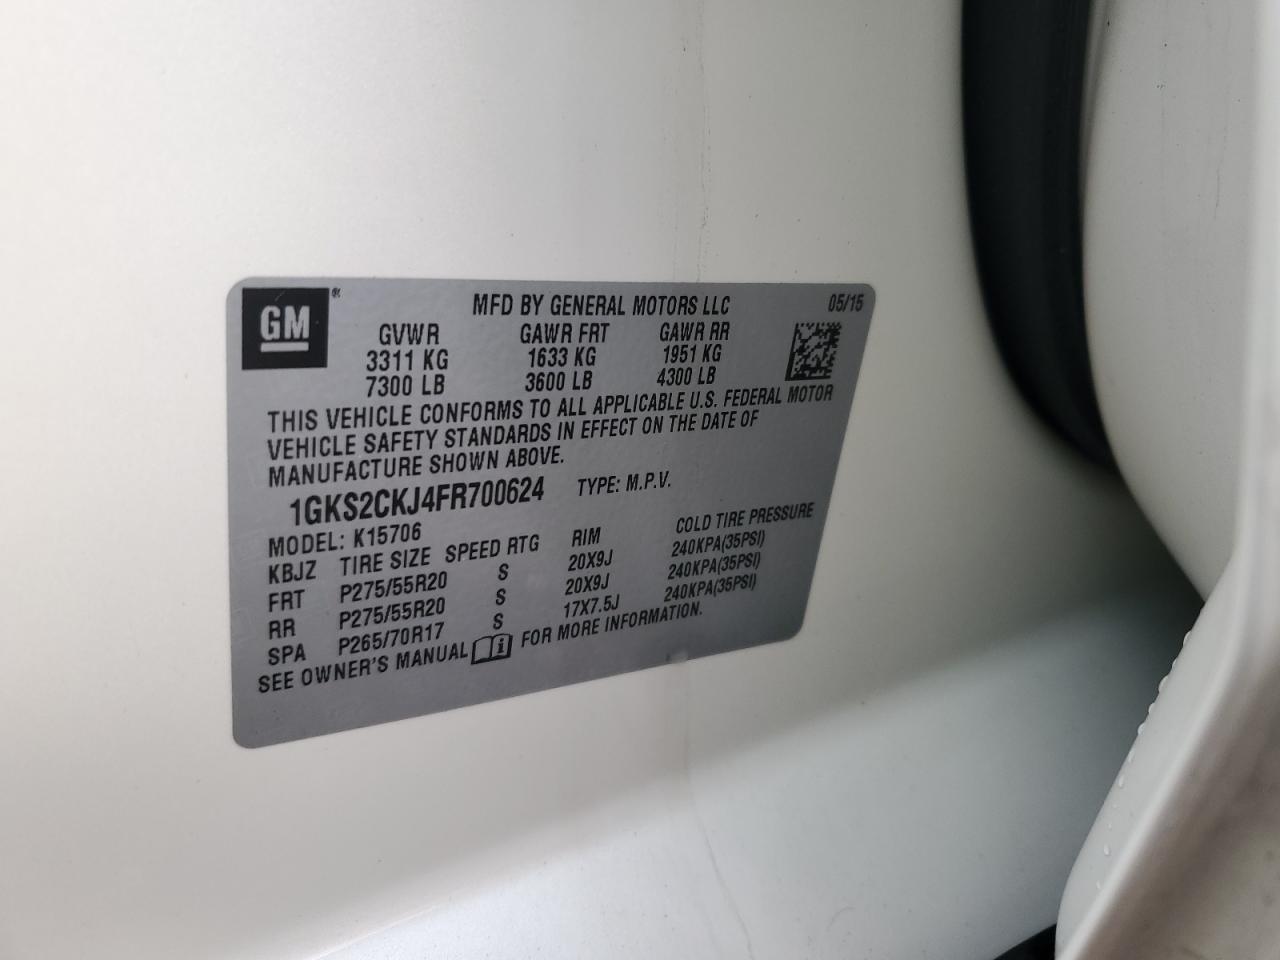 GM ®
MFD BY GENERAL MOTORS LLC 05/15
GVWR GAWR FRT GAWR RR
3311 KG 1633 KG 1951 KG
7300 LB 3600 LB 4300 LB
THIS VEHICLE CONFORMS TO ALL APPLICABLE U.S. FEDERAL MOTOR
VEHICLE SAFETY STANDARDS IN EFFECT ON THE DATE OF
MANUFACTURE SHOWN ABOVE.
1GKS2CKJ4FR700624 TYPE: M.P.V.
MODEL: K15706
KBJZ TIRE SIZE SPEED RTG RIM COLD TIRE PRESSURE
FRT P275/55R20 S 20X9J 240KPA(35PSI)
RR P275/55R20 S 20X9J 240KPA(35PSI)
SPA P265/70R17 S 17X7.5J 240KPA(35PSI)
SEE OWNER'S MANUAL i FOR MORE INFORMATION.